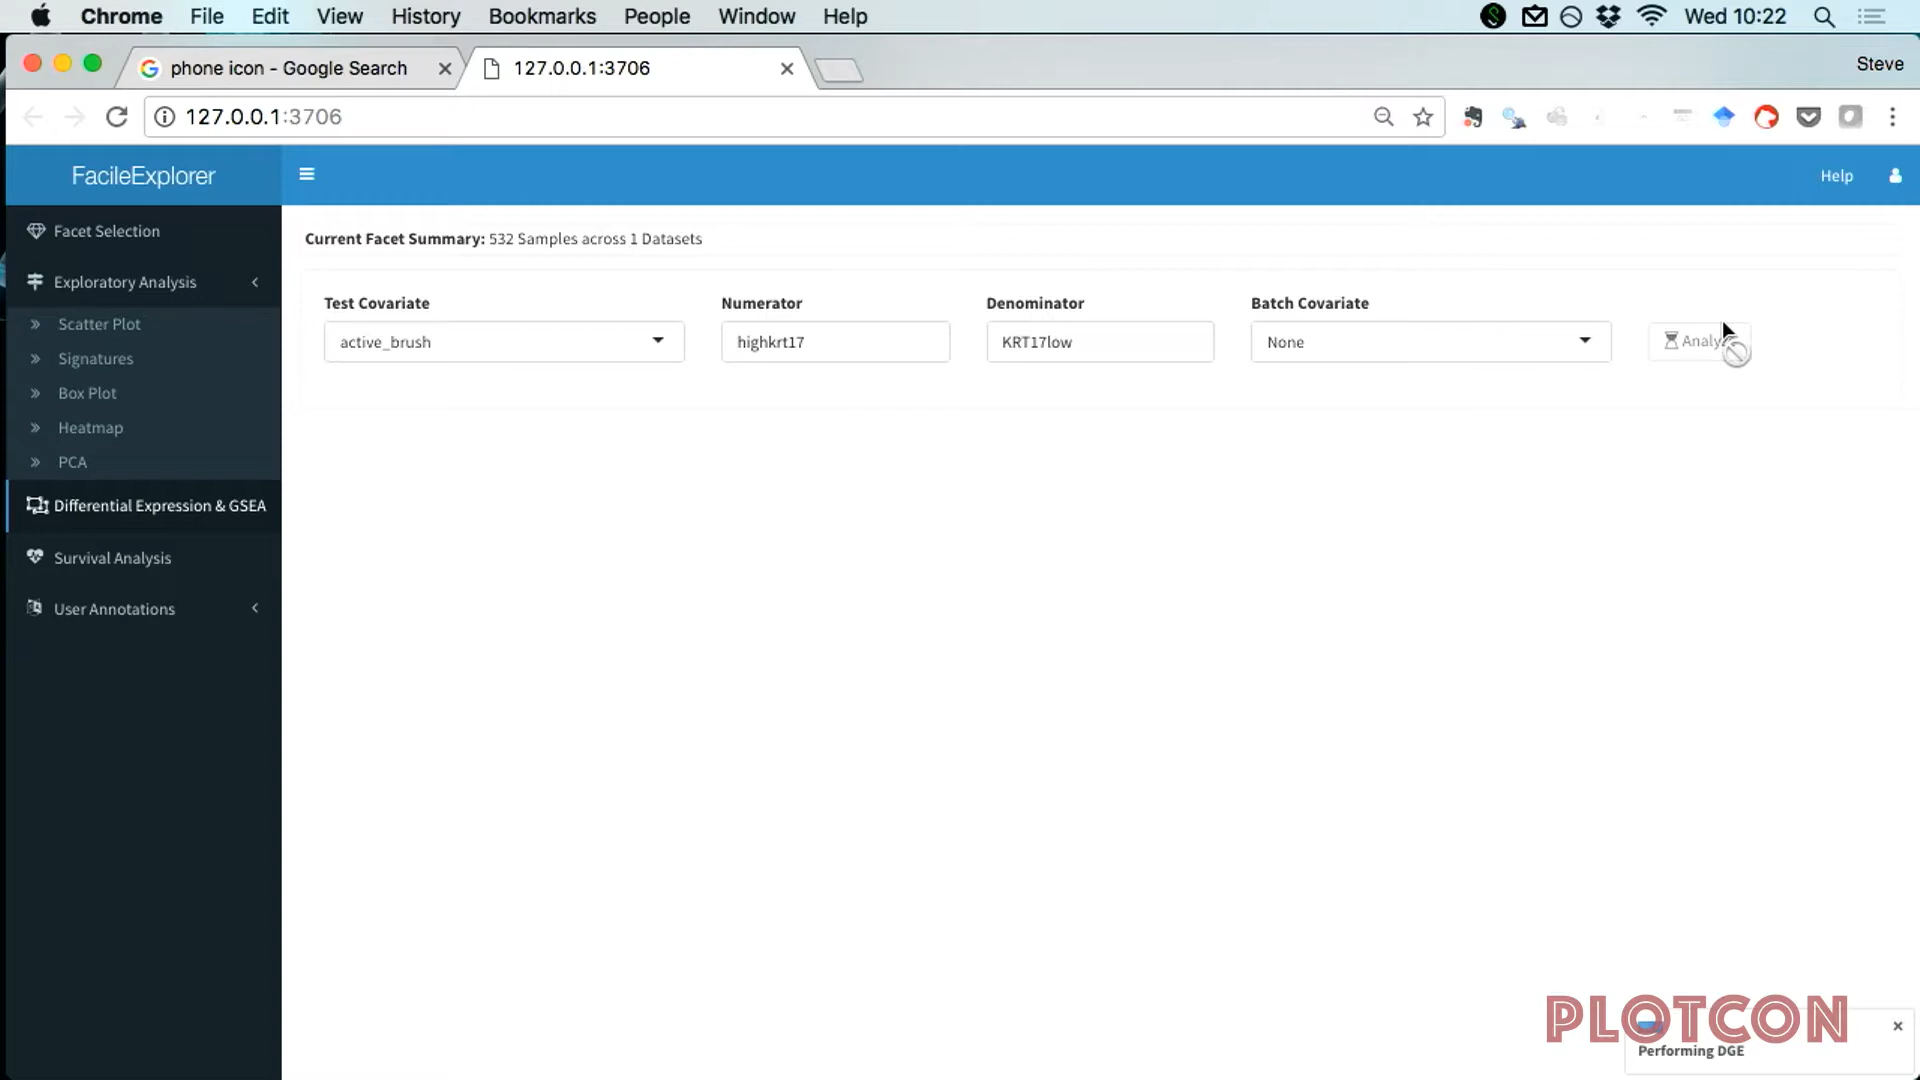 Chrome File Edit View History Bookmarks People Window Help Wed 10:22
phone icon - Google Search 127.0.0.1:3706 Steve
127.0.0.1:3706
FacileExplorer Help
Facet Selection
Exploratory Analysis
Scatter Plot
Signatures
Box Plot
Heatmap
PCA
Differential Expression & GSEA
Survival Analysis
User Annotations
Current Facet Summary: 532 Samples across 1 Datasets
Test Covariate Numerator Denominator Batch Covariate
active_brush highkrt17 KRT17low None
PLOTCON
Performing DGE